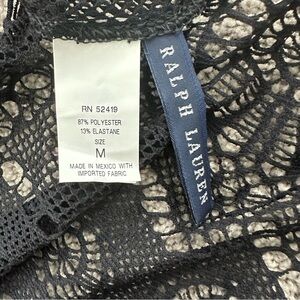 RN 52419
87% POLYESTER
13% ELASTANE
SIZE
M
MADE IN MEXICO WITH
IMPORTED FABRIC
RALPH LAUREN